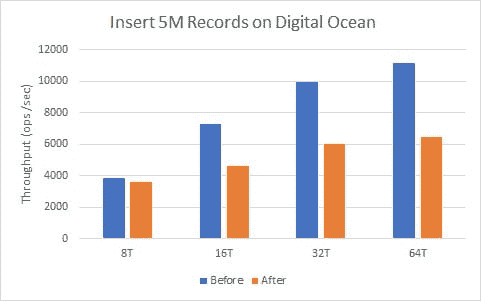 Insert 5M Records on Digital Ocean
Throughput (ops /sec)
12000
10000
8000
6000
4000
2000
0
8T 16T 32T 64T
Before After